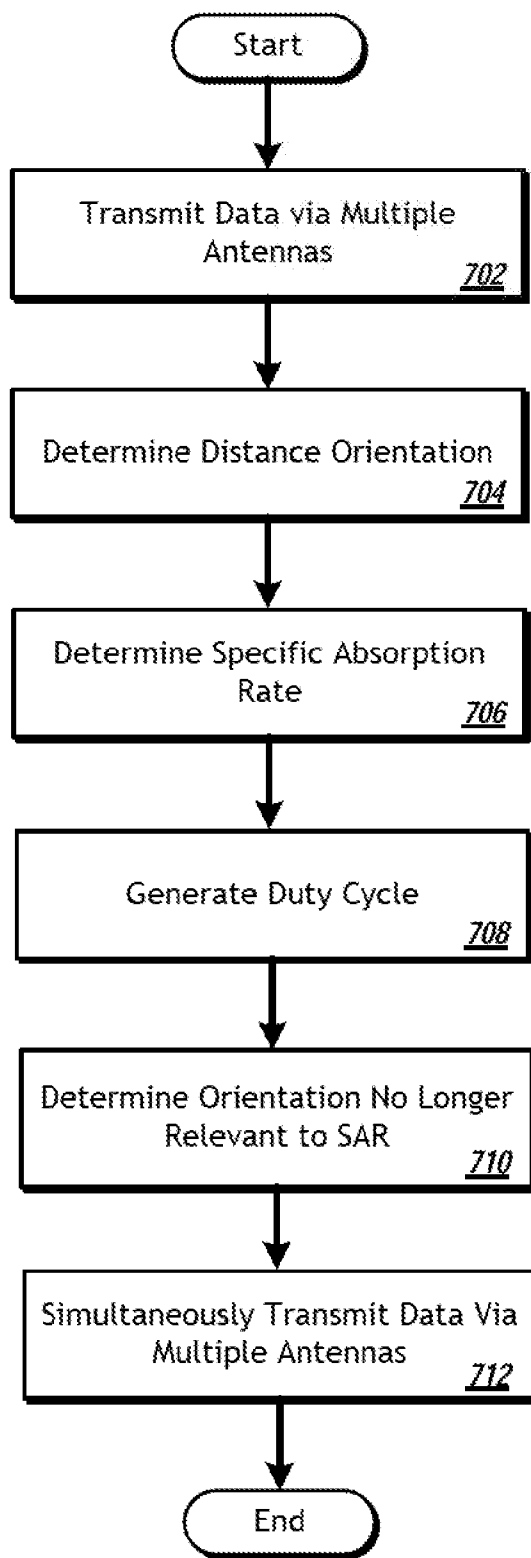 Start
Transmit Data via Multiple
Antennas
702
Determine Distance Orientation
704
Determine Specific Absorption
Rate
706
Generate Duty Cycle
708
Determine Orientation No Longer
Relevant to SAR
710
Simultaneously Transmit Data Via
Multiple Antennas
712
End